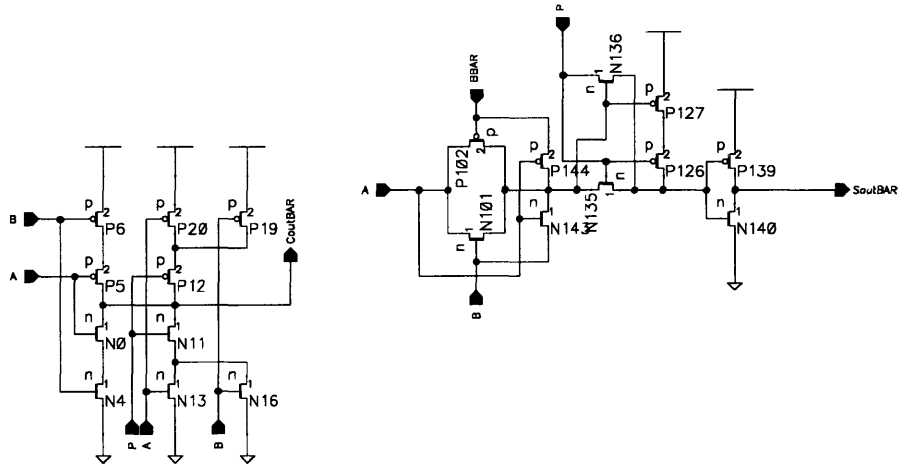 B
A
p
2
P6
p
2
P5
n
1
N0
n
1
N4
p
2
P20
p
2
P12
n
1
N11
n
1
N13
p
2
P19
n
1
N16
CoutBAR
P
A
B
A
BBAR
P102
p
2
N101
n
1
B
p
2
P144
n
1
N143
P
N136
n
1
N135
n
1
p
2
P127
p
2
P126
p
2
P139
n
1
N140
SoutBAR